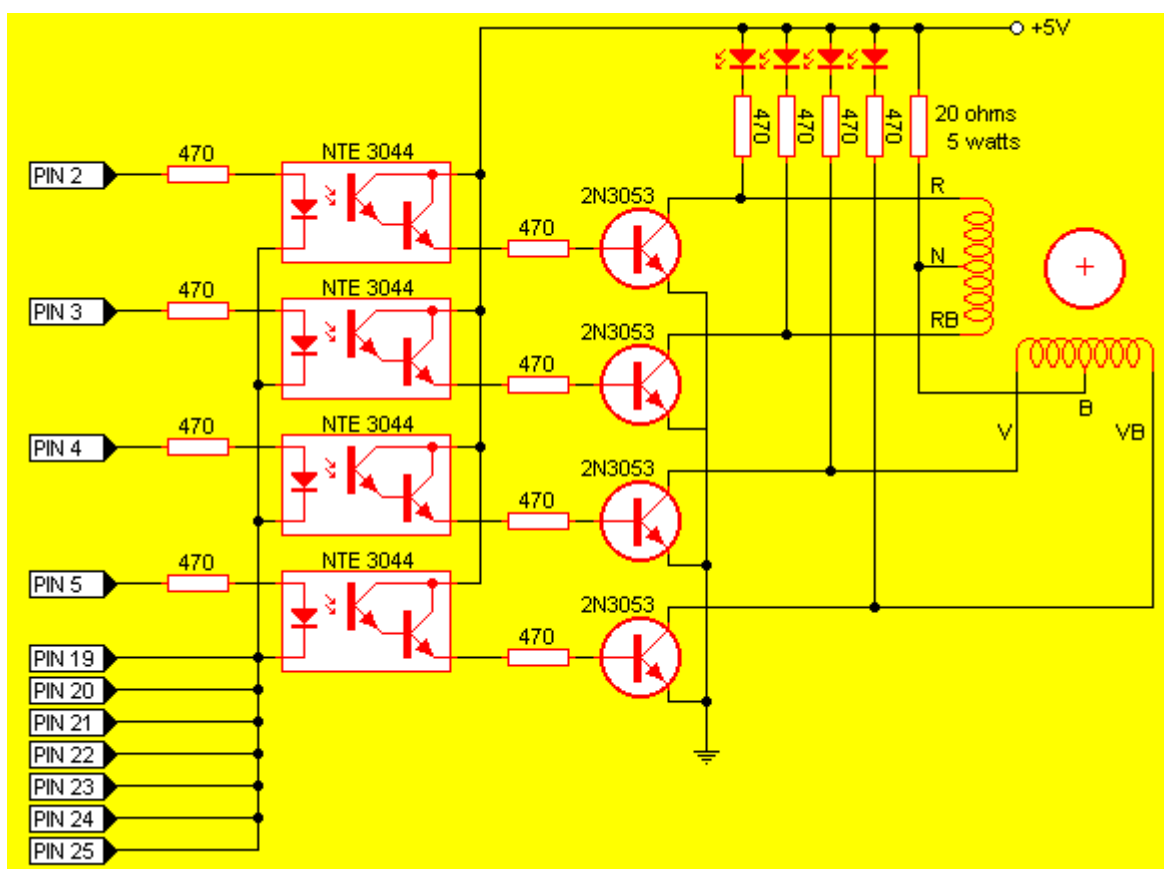 +5V
470
470
470
470
20 ohms
5 watts
470
NTE 3044
PIN 2
2N3053
R
470
N
470
NTE 3044
PIN 3
2N3053
RB
470
B
470
NTE 3044
V
VB
PIN 4
2N3053
470
470
NTE 3044
PIN 5
2N3053
470
PIN 19
PIN 20
PIN 21
PIN 22
PIN 23
PIN 24
PIN 25